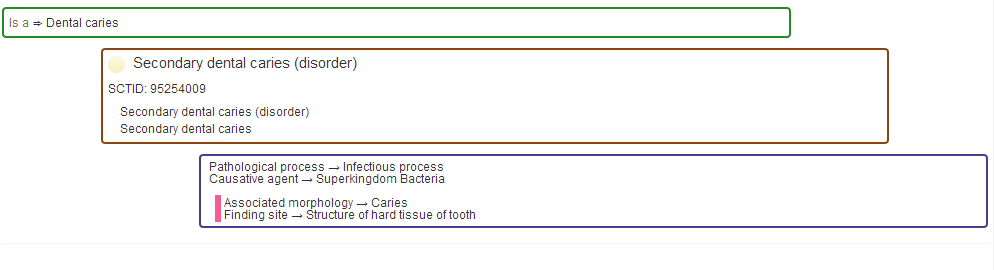 Is a ⇒ Dental caries
Secondary dental caries (disorder)
SCTID: 95254009
Secondary dental caries (disorder)
Secondary dental caries
Pathological process → Infectious process
Causative agent → Superkingdom Bacteria
Associated morphology → Caries
Finding site → Structure of hard tissue of tooth